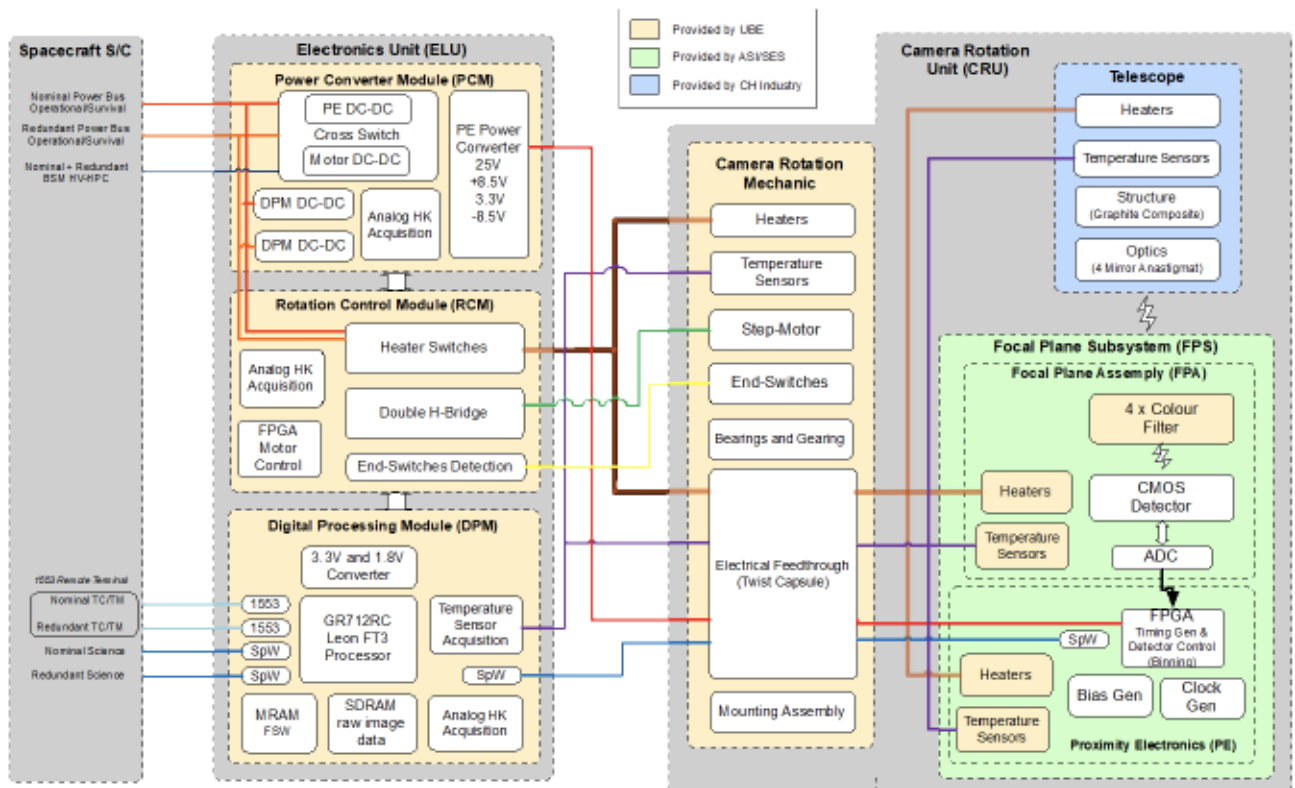 Provided by UBE
Provided by ASI/SES
Provided by CH Industry
Spacecraft S/C
Nominal Power Bus
Operational/Survival
Redundant Power Bus
Operational/Survival
Nominal + Redundant
BSM HV-HPC
1553 Remote Terminal
Nominal TC/TM
Redundant TC/TM
Nominal Science
Redundant Science
Electronics Unit (ELU)
Power Converter Module (PCM)
PE DC-DC
Cross Switch
Motor DC-DC
DPM DC-DC
DPM DC-DC
Analog HK
Acquisition
PE Power
Converter
25V
+8.5V
3.3V
-8.5V
Rotation Control Module (RCM)
Heater Switches
Analog HK
Acquisition
Double H-Bridge
FPGA
Motor
Control
End-Switches Detection
Digital Processing Module (DPM)
3.3V and 1.8V
Converter
1553
1553
SpW
SpW
GR712RC
Leon FT3
Processor
Temperature
Sensor
Acquisition
SpW
MRAM
FSW
SDRAM
raw image
data
Analog HK
Acquisition
Camera Rotation
Mechanic
Heaters
Temperature
Sensors
Step-Motor
End-Switches
Bearings and Gearing
Electrical Feedthrough
(Twist Capsule)
Mounting Assembly
Camera Rotation
Unit (CRU)
Telescope
Heaters
Temperature Sensors
Structure
(Graphite Composite)
Optics
(4 Mirror Anastigmat)
Focal Plane Subsystem (FPS)
Focal Plane Assemply (FPA)
4 x Colour
Filter
Heaters
CMOS
Detector
Temperature
Sensors
ADC
FPGA
Timing Gen &
Detector Control
(Binning)
SpW
Heaters
Bias Gen
Clock
Gen
Temperature
Sensors
Proximity Electronics (PE)